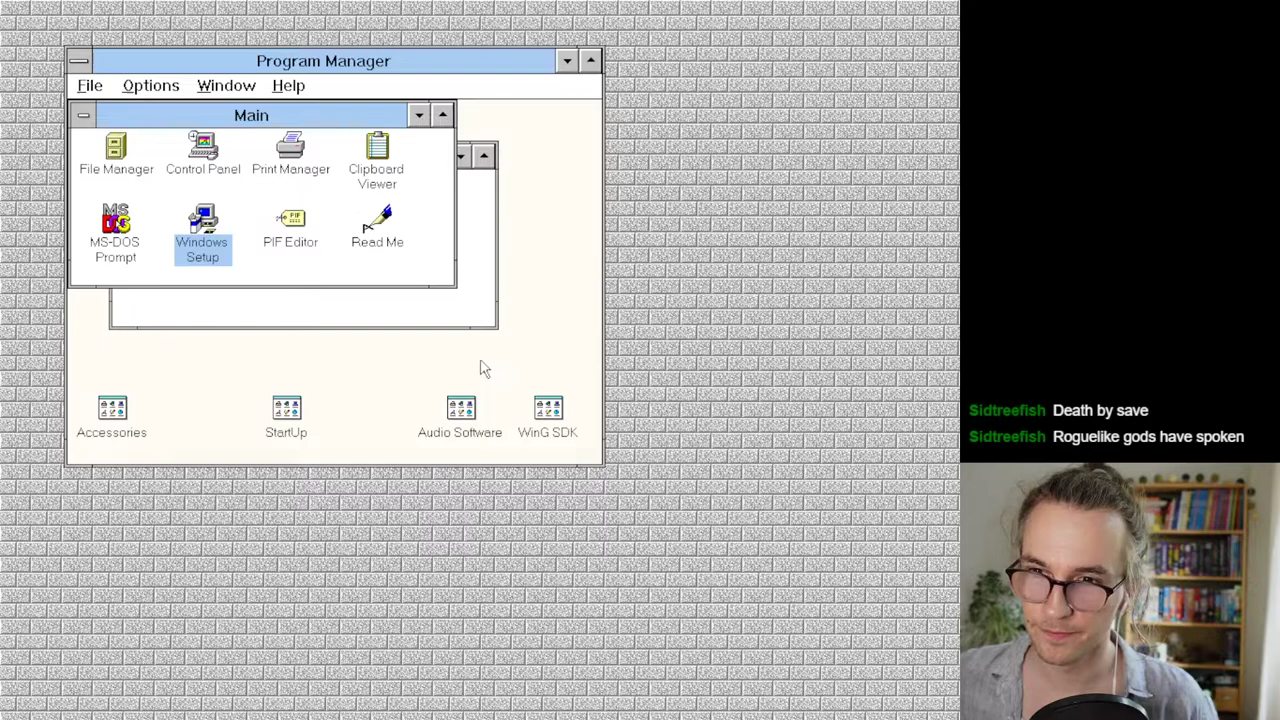 Program Manager
File Options Window Help
Main
File Manager
Control Panel
Print Manager
Clipboard
Viewer
MS-DOS
Prompt
Windows
Setup
PIF
PIF Editor
Read Me
Accessories
StartUp
Audio Software
WinG SDK
Sidtreefish Death by save
Sidtreefish Roguelike gods have spoken